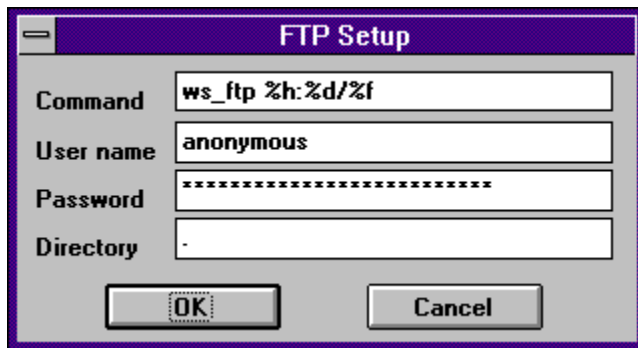 FTP Setup
Command ws_ftp %h:%d/%f
User name anonymous
Password **************************
Directory .
OK Cancel